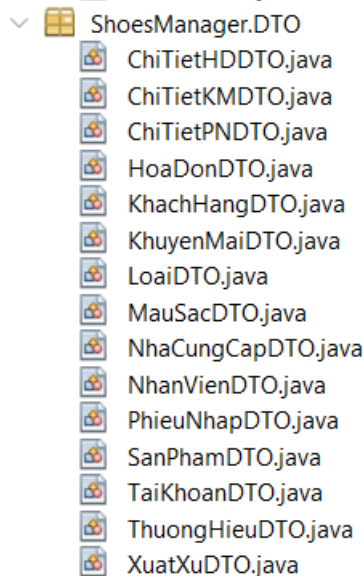 ShoesManager.DTO
ChiTietHDDTO.java
ChiTietKMDTO.java
ChiTietPNDTO.java
HoaDonDTO.java
KhachHangDTO.java
KhuyenMaiDTO.java
LoaiDTO.java
MauSacDTO.java
NhaCungCapDTO.java
NhanVienDTO.java
PhieuNhapDTO.java
SanPhamDTO.java
TaiKhoanDTO.java
ThuongHieuDTO.java
XuatXuDTO.java